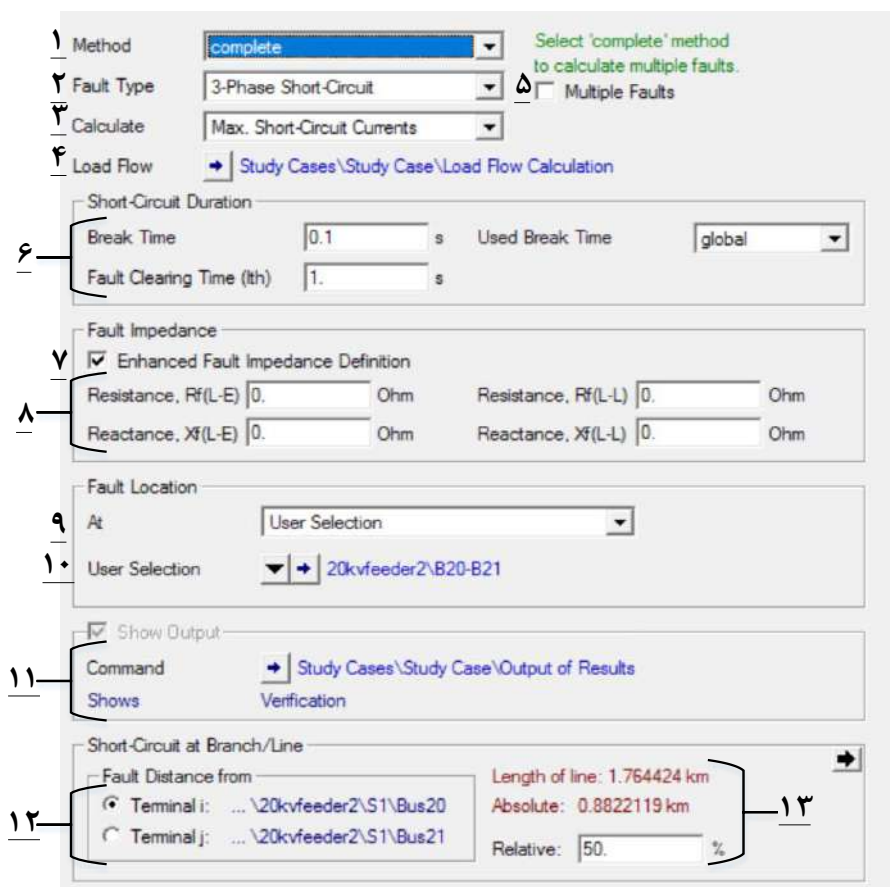 ۱ Method complete Select 'complete' method
to calculate multiple faults.
۲ Fault Type 3-Phase Short-Circuit ۵ Multiple Faults
۳ Calculate Max. Short-Circuit Currents
۴ Load Flow Study Cases\Study Case\Load Flow Calculation
Short-Circuit Duration
۶ Break Time 0.1 s Used Break Time global
Fault Clearing Time (Ith) 1. s
Fault Impedance
۷ Enhanced Fault Impedance Definition
۸ Resistance, Rf(L-E) 0. Ohm Resistance, Rf(L-L) 0. Ohm
Reactance, Xf(L-E) 0. Ohm Reactance, Xf(L-L) 0. Ohm
Fault Location
۹ At User Selection
۱۰ User Selection 20kvfeeder2\B20-B21
Show Output
۱۱ Command Study Cases\Study Case\Output of Results
Shows Verification
Short-Circuit at Branch/Line
Fault Distance from Length of line: 1.764424 km
۱۲ Terminal i: ... \20kvfeeder2\S1\Bus20 Absolute: 0.8822119 km ۱۳
Terminal j: ... \20kvfeeder2\S1\Bus21 Relative: 50. %